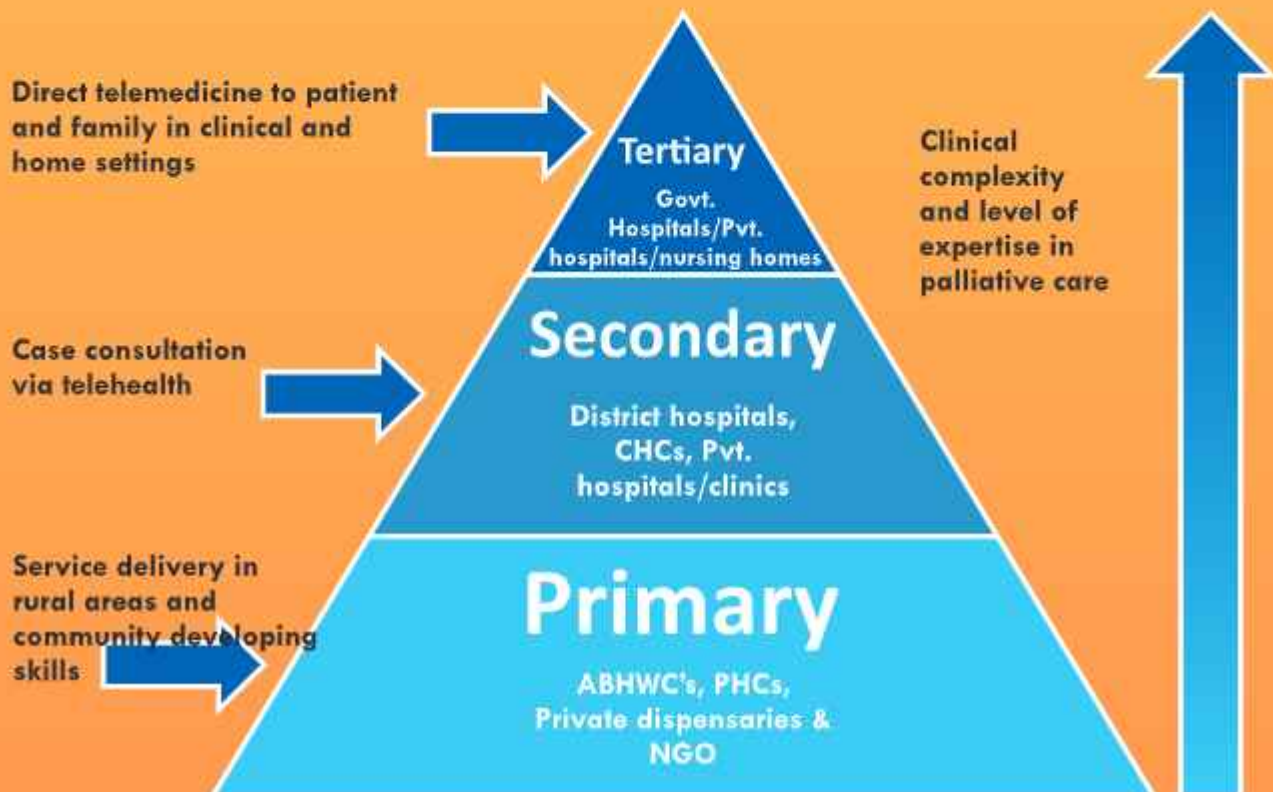 Direct telemedicine to patient
and family in clinical and
home settings
Tertiary
Govt.
Hospitals/Pvt.
hospitals/nursing homes
Clinical
complexity
and level of
expertise in
palliative care
Case consultation
via telehealth
Secondary
District hospitals,
CHCs, Pvt.
hospitals/clinics
Service delivery in
rural areas and
community developing
skills
Primary
ABHWC's, PHCs,
Private dispensaries &
NGO